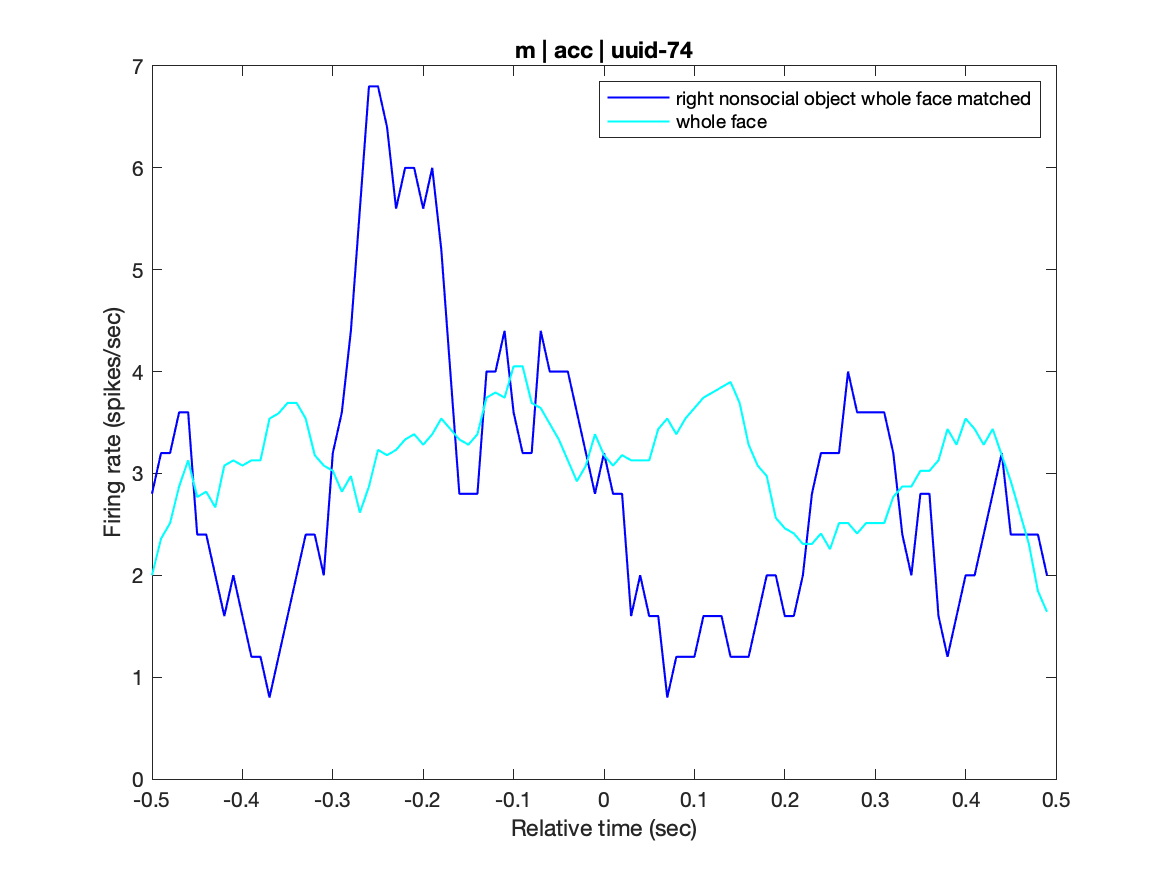 m | acc | uuid-74
7
6
5
4
3
2
1
0
Firing rate (spikes/sec)
right nonsocial object whole face matched
whole face
-0.5 -0.4 -0.3 -0.2 -0.1 0 0.1 0.2 0.3 0.4 0.5
Relative time (sec)